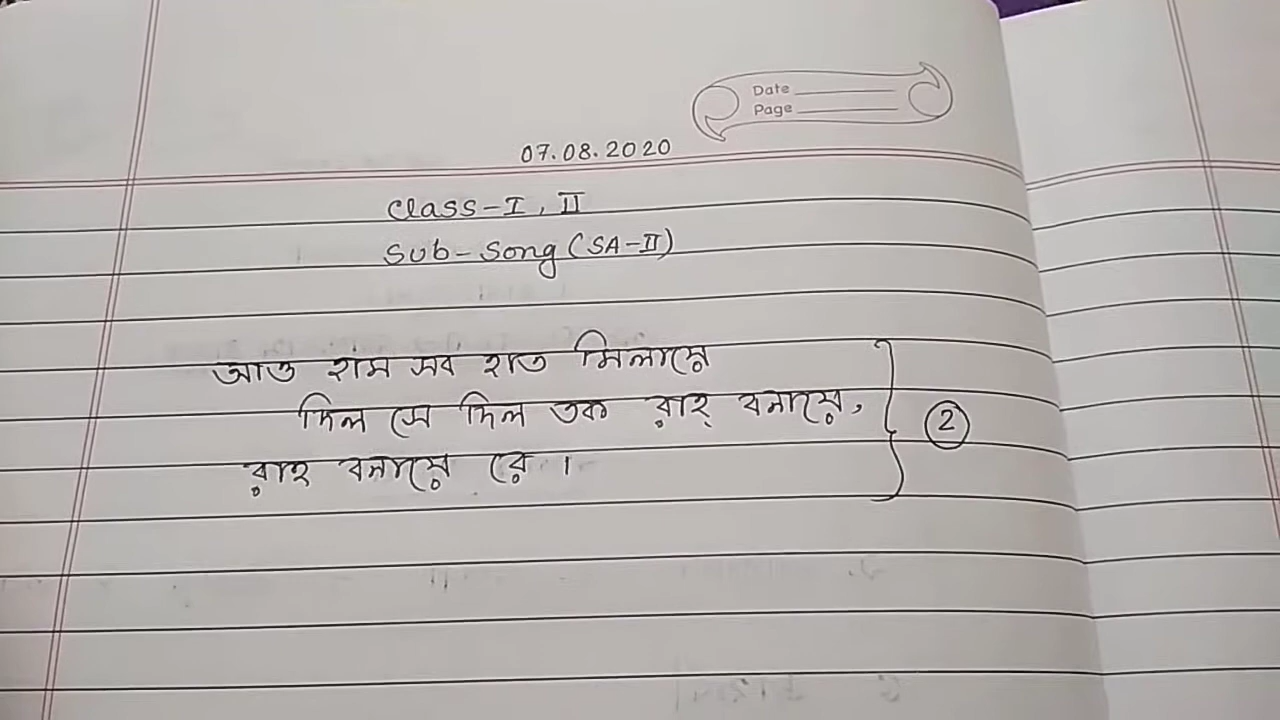 Date
Page
07.08.2020
Class-I, II
Sub-Song (SA-II)
আও হাম সব হাত মিলায়ে
দিল সে দিল তক রাহ্ বনায়ে,
রাহ বনায়ে রে ।
2